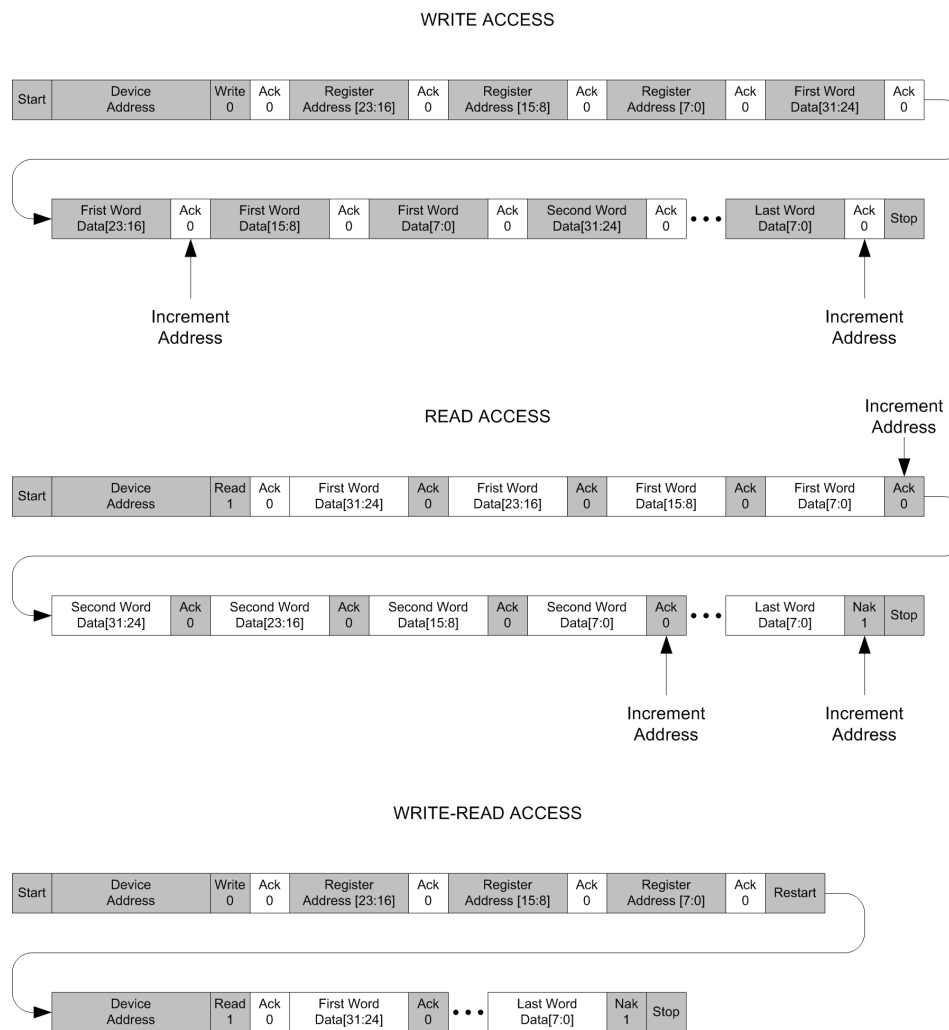 WRITE ACCESS
Start
Device
Address
Write
0
Ack
0
Register
Address [23:16]
Ack
0
Register
Address [15:8]
Ack
0
Register
Address [7:0]
Ack
0
First Word
Data[31:24]
Ack
0
Frist Word
Data[23:16]
Ack
0
First Word
Data[15:8]
Ack
0
First Word
Data[7:0]
Ack
0
Second Word
Data[31:24]
Ack
0
Last Word
Data[7:0]
Ack
0
Stop
Increment
Address
Increment
Address
READ ACCESS
Increment
Address
Start
Device
Address
Read
1
Ack
0
First Word
Data[31:24]
Ack
0
Frist Word
Data[23:16]
Ack
0
First Word
Data[15:8]
Ack
0
First Word
Data[7:0]
Ack
0
Second Word
Data[31:24]
Ack
0
Second Word
Data[23:16]
Ack
0
Second Word
Data[15:8]
Ack
0
Second Word
Data[7:0]
Ack
0
Last Word
Data[7:0]
Nak
1
Stop
Increment
Address
Increment
Address
WRITE-READ ACCESS
Start
Device
Address
Write
0
Ack
0
Register
Address [23:16]
Ack
0
Register
Address [15:8]
Ack
0
Register
Address [7:0]
Ack
0
Restart
Device
Address
Read
1
Ack
0
First Word
Data[31:24]
Ack
0
Last Word
Data[7:0]
Nak
1
Stop